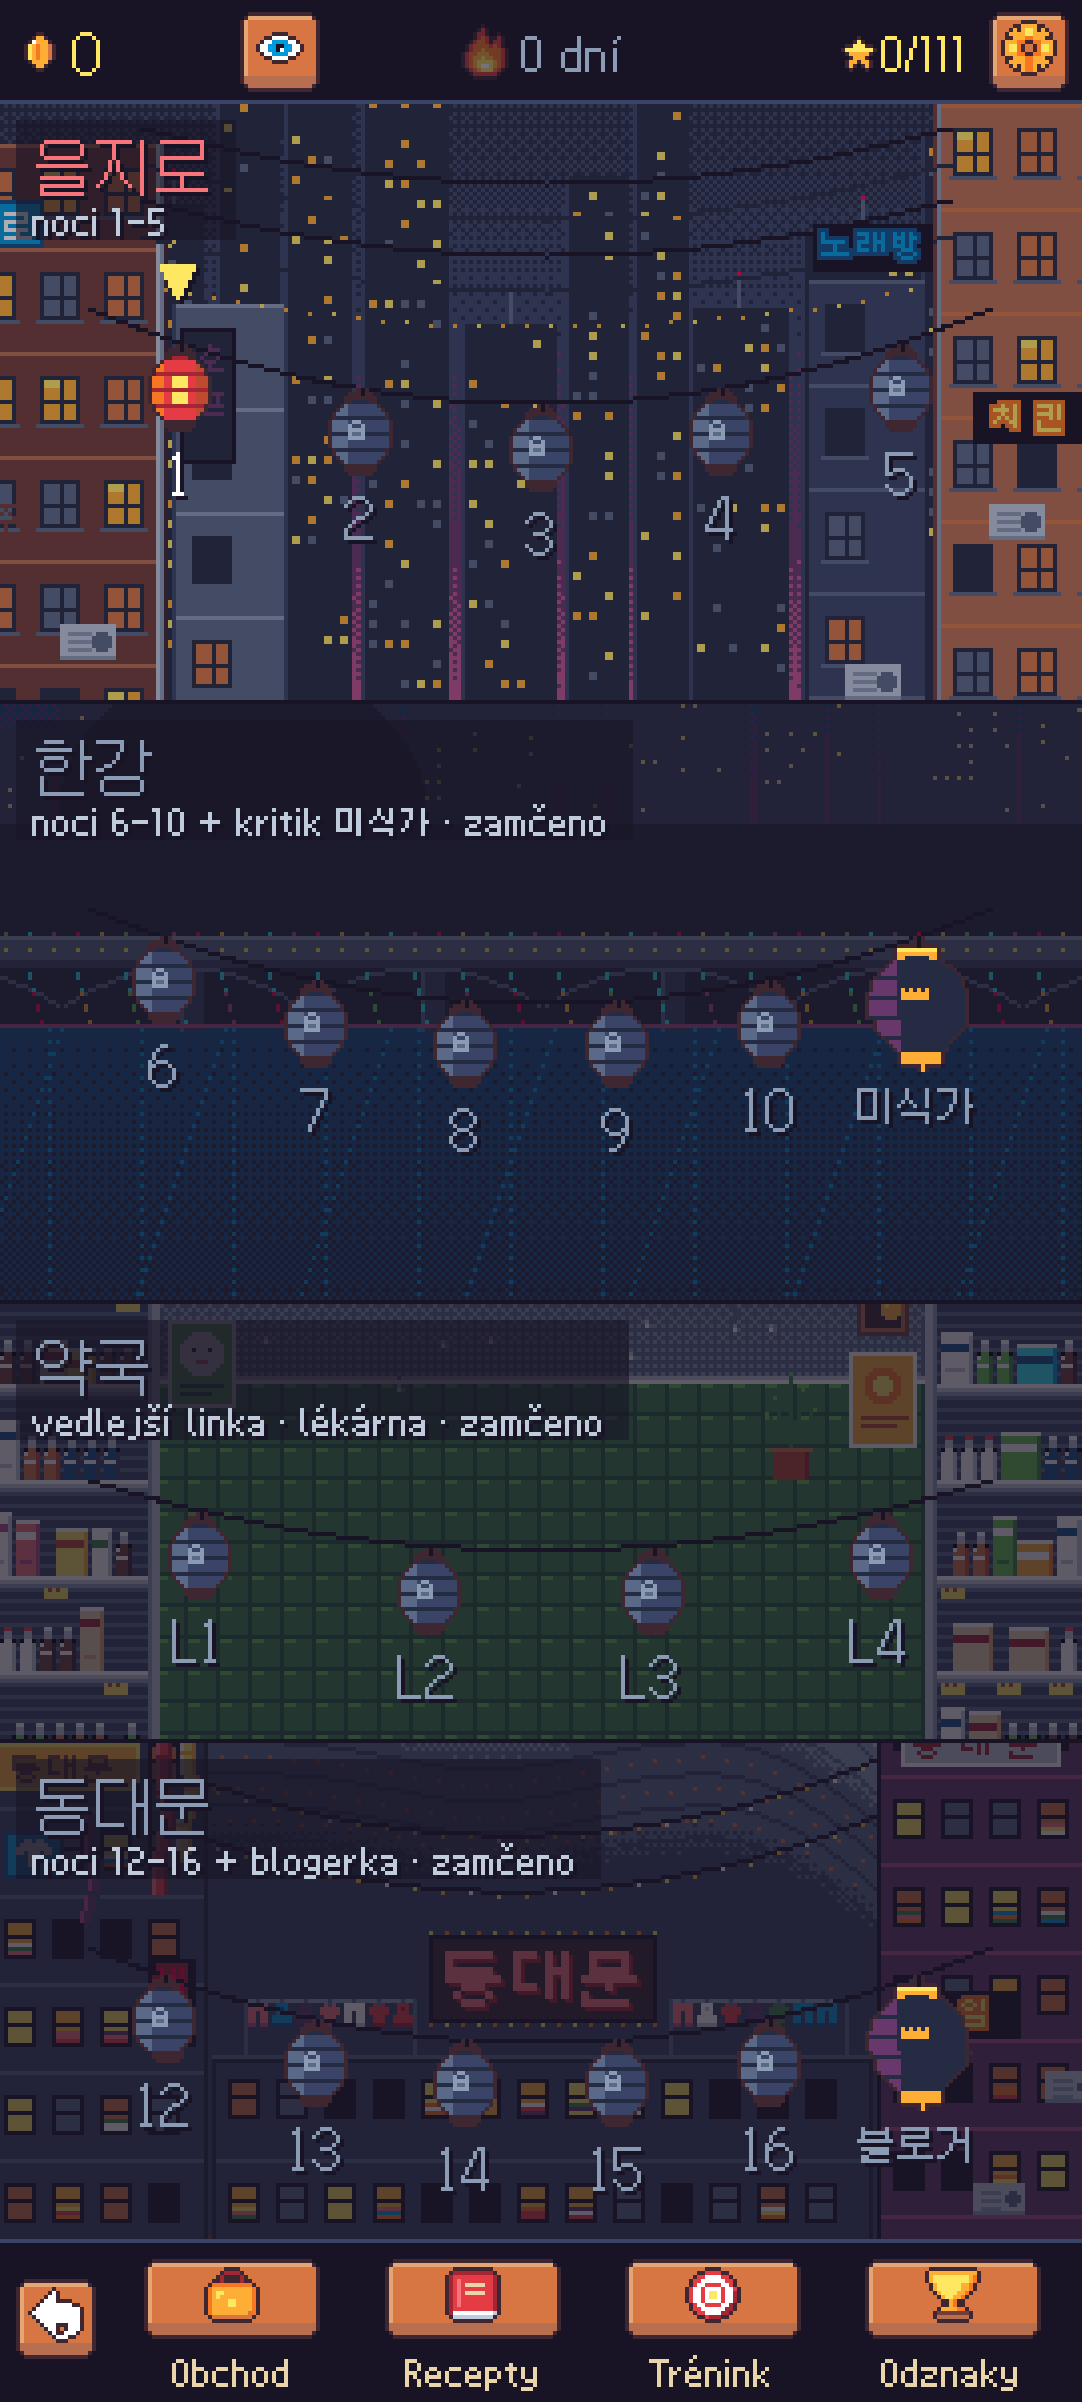 0
0 dní
0/111
을지로
noci 1-5
노래방
치킨
1
2
3
4
5
한강
noci 6-10 + kritik 미식가 · zamčeno
6
7
8
9
10
미식가
약국
vedlejší linka · lékárna · zamčeno
L1
L2
L3
L4
동대문
동대문
noci 12-16 + blogerka · zamčeno
동대문
12
13
14
15
16
블로거
Obchod
Recepty
Trénink
Odznaky